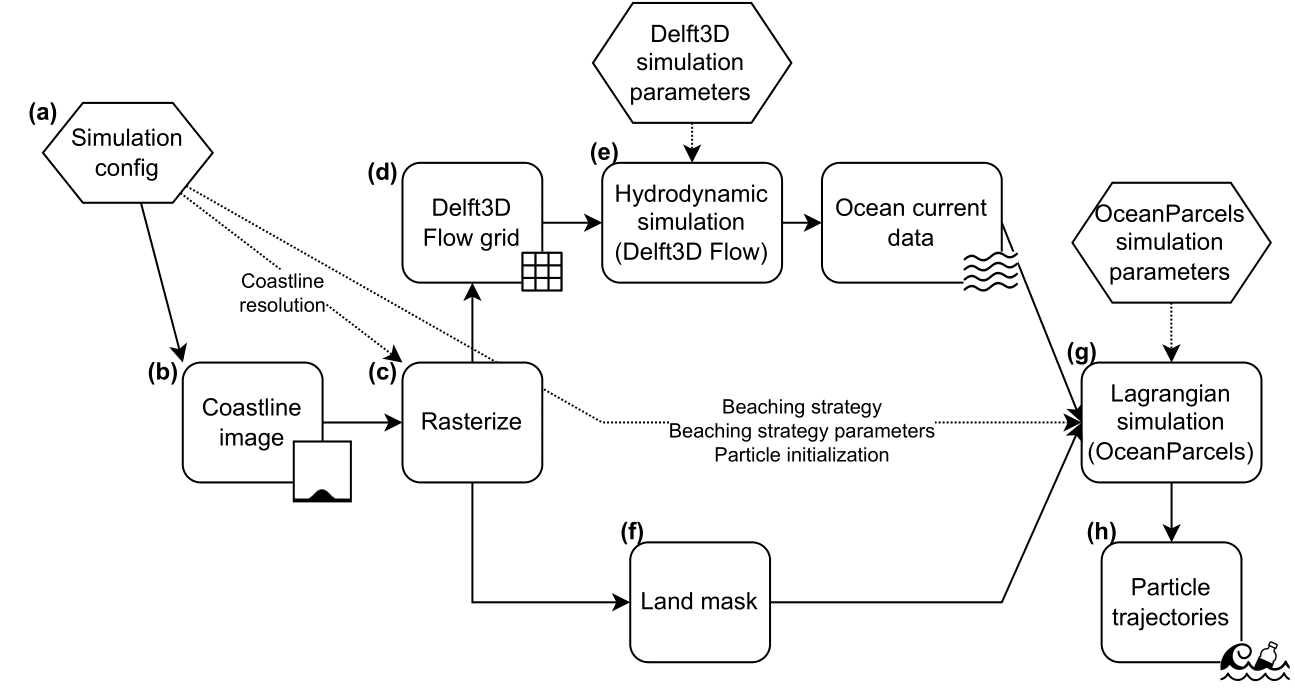 Delft3D
simulation
parameters
(a)
Simulation
config
(d)
Delft3D
Flow grid
(e)
Hydrodynamic
simulation
(Delft3D Flow)
Ocean current
data
OceanParcels
simulation
parameters
Coastline
resolution
(b)
Coastline
image
(c)
Rasterize
Beaching strategy
Beaching strategy parameters
Particle initialization
(g)
Lagrangian
simulation
(OceanParcels)
(f)
Land mask
(h)
Particle
trajectories